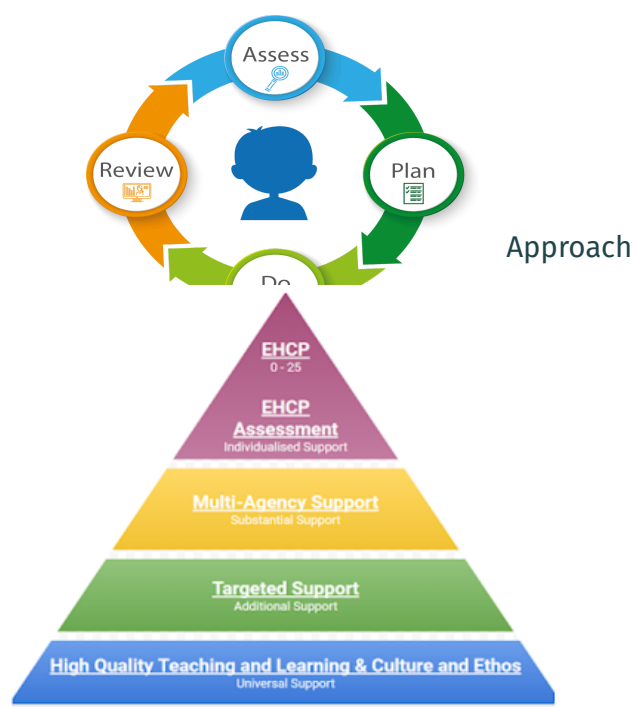 Assess
Review
Plan
Approach
Do
EHCP
0 - 25
EHCP
Assessment
Individualised Support
Multi-Agency Support
Substantial Support
Targeted Support
Additional Support
High Quality Teaching and Learning & Culture and Ethos
Universal Support